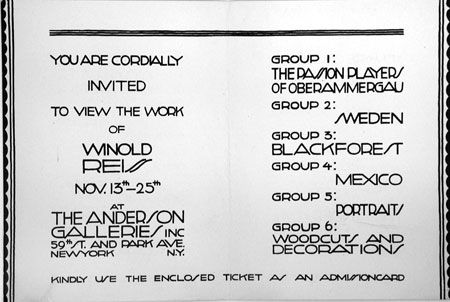 YOU ARE CORDIALLY
INVITED
TO VIEW THE WORK
OF
WINOLD
REISS
NOV. 13th-25th
AT
THE ANDERSON
GALLERIES INC
59th ST. AND PARK AVE.
NEW YORK N.Y.
GROUP 1:
THE PASSION PLAYERS
OF OBERAMMERGAU
GROUP 2:
SWEDEN
GROUP 3:
BLACKFOREST
GROUP 4:
MEXICO
GROUP 5:
PORTRAITS
GROUP 6:
WOODCUTS AND
DECORATIONS
KINDLY USE THE ENCLOSED TICKET AS AN ADMISSIONCARD